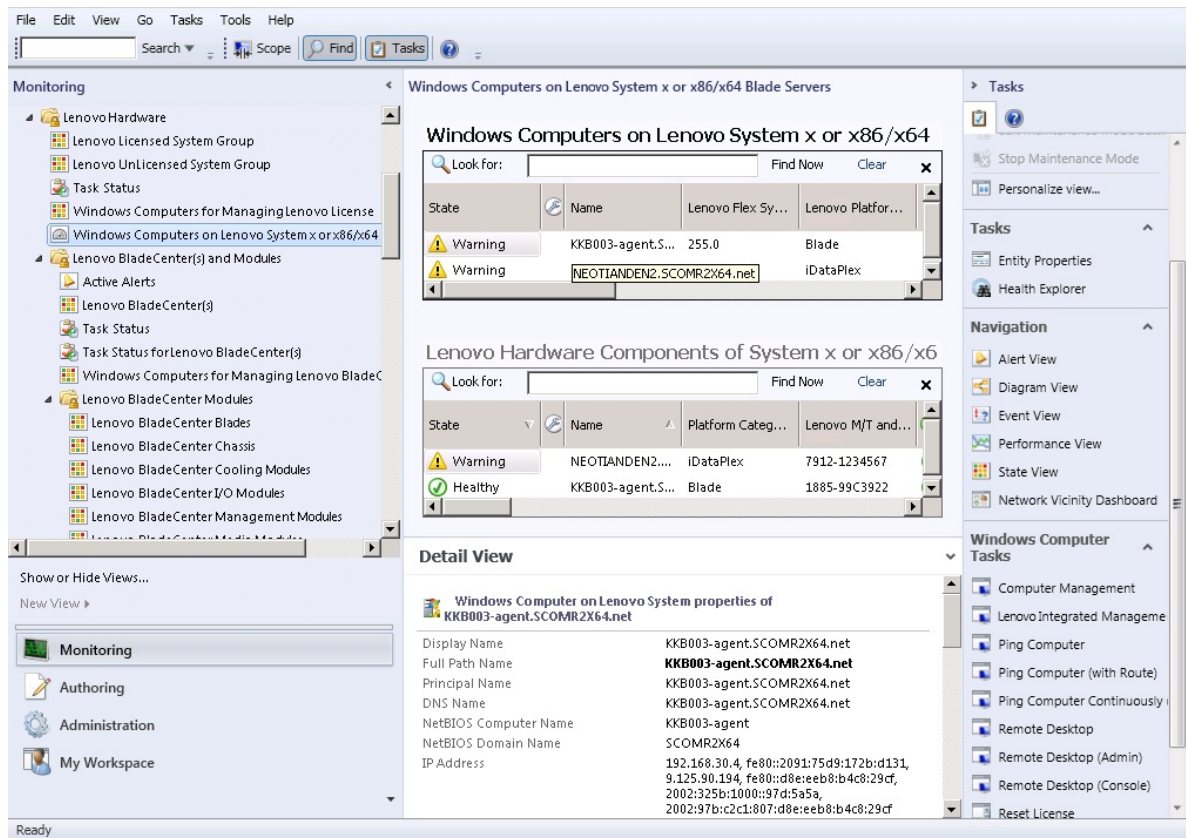 File Edit View Go Tasks Tools Help
Search Scope Find Tasks
Monitoring
Lenovo Hardware
Lenovo Licensed System Group
Lenovo UnLicensed System Group
Task Status
Windows Computers for Managing Lenovo License
Windows Computers on Lenovo System x or x86/x64
Lenovo BladeCenter(s) and Modules
Active Alerts
Lenovo BladeCenter(s)
Task Status
Task Status for Lenovo BladeCenter(s)
Windows Computers for Managing Lenovo BladeC
Lenovo BladeCenter Modules
Lenovo BladeCenter Blades
Lenovo BladeCenter Chassis
Lenovo BladeCenter Cooling Modules
Lenovo BladeCenter I/O Modules
Lenovo BladeCenter Management Modules
Show or Hide Views...
New View
Monitoring
Authoring
Administration
My Workspace
Windows Computers on Lenovo System x or x86/x64 Blade Servers
Windows Computers on Lenovo System x or x86/x64
Look for: Find Now Clear
State Name Lenovo Flex Sy... Lenovo Platfor...
Warning KKB003-agent.S... 255.0 Blade
Warning NEOTIANDEN2.SCOMR2X64.net iDataPlex
Lenovo Hardware Components of System x or x86/x6
Look for: Find Now Clear
State Name Platform Categ... Lenovo M/T and...
Warning NEOTIANDEN2.... iDataPlex 7912-1234567
Healthy KKB003-agent.S... Blade 1885-99C3922
Detail View
Windows Computer on Lenovo System properties of
KKB003-agent.SCOMR2X64.net
Display Name KKB003-agent.SCOMR2X64.net
Full Path Name KKB003-agent.SCOMR2X64.net
Principal Name KKB003-agent.SCOMR2X64.net
DNS Name KKB003-agent.SCOMR2X64.net
NetBIOS Computer Name KKB003-agent
NetBIOS Domain Name SCOMR2X64
IP Address 192.168.30.4, fe80::2091:75d9:172b:d131,
9.125.90.194, fe80::d8e:eeb8:b4c8:29cf,
2002:325b:1000::97d:5a5a,
2002:97b:c2c1:807:d8e:eeb8:b4c8:29cf
Tasks
Stop Maintenance Mode
Personalize view...
Tasks
Entity Properties
Health Explorer
Navigation
Alert View
Diagram View
Event View
Performance View
State View
Network Vicinity Dashboard
Windows Computer
Tasks
Computer Management
Lenovo Integrated Manageme
Ping Computer
Ping Computer (with Route)
Ping Computer Continuously
Remote Desktop
Remote Desktop (Admin)
Remote Desktop (Console)
Reset License
Ready